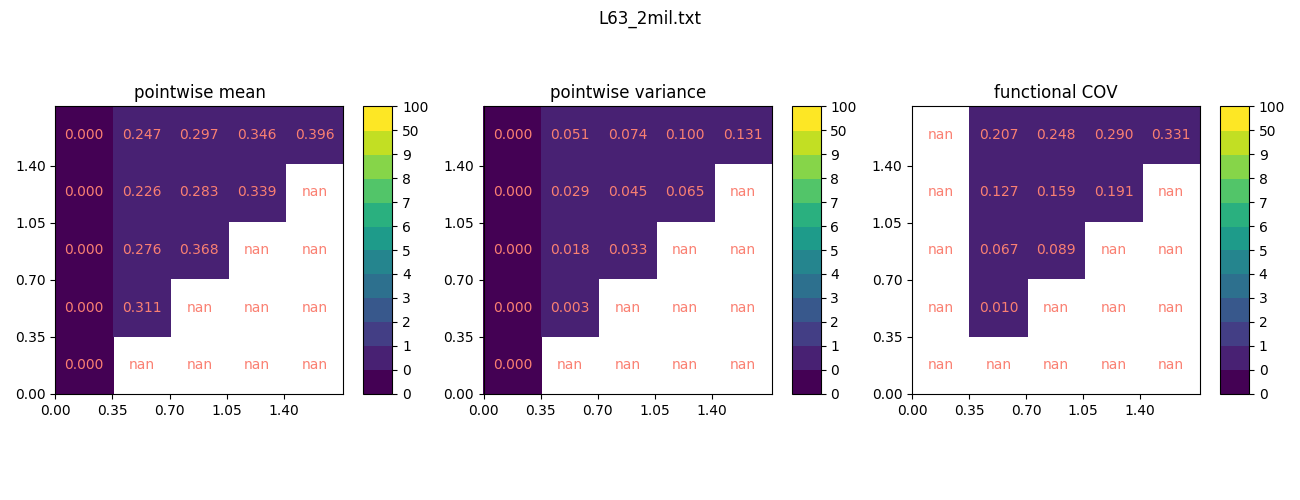 L63_2mil.txt
pointwise mean
0.000 0.247 0.297 0.346 0.396
0.000 0.226 0.283 0.339 nan
0.000 0.276 0.368 nan nan
0.000 0.311 nan nan nan
0.000 nan nan nan nan
1.40
1.05
0.70
0.35
0.00
0.00 0.35 0.70 1.05 1.40
100
50
9
8
7
6
5
4
3
2
1
0
0
pointwise variance
0.000 0.051 0.074 0.100 0.131
0.000 0.029 0.045 0.065 nan
0.000 0.018 0.033 nan nan
0.000 0.003 nan nan nan
0.000 nan nan nan nan
1.40
1.05
0.70
0.35
0.00
0.00 0.35 0.70 1.05 1.40
100
50
9
8
7
6
5
4
3
2
1
0
0
functional COV
nan 0.207 0.248 0.290 0.331
nan 0.127 0.159 0.191 nan
nan 0.067 0.089 nan nan
nan 0.010 nan nan nan
nan nan nan nan nan
1.40
1.05
0.70
0.35
0.00
0.00 0.35 0.70 1.05 1.40
100
50
9
8
7
6
5
4
3
2
1
0
0